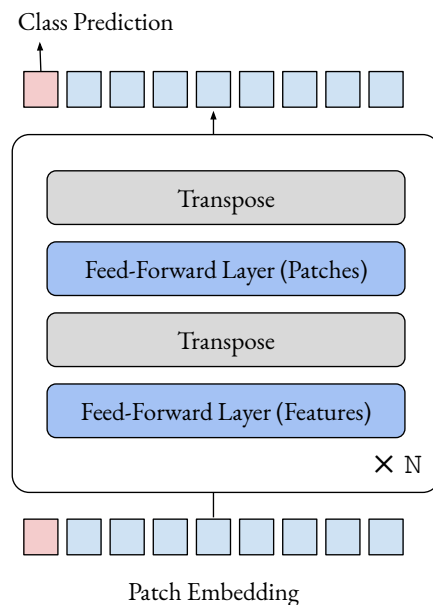 Class Prediction
Transpose
Feed-Forward Layer (Patches)
Transpose
Feed-Forward Layer (Features)
× N
Patch Embedding